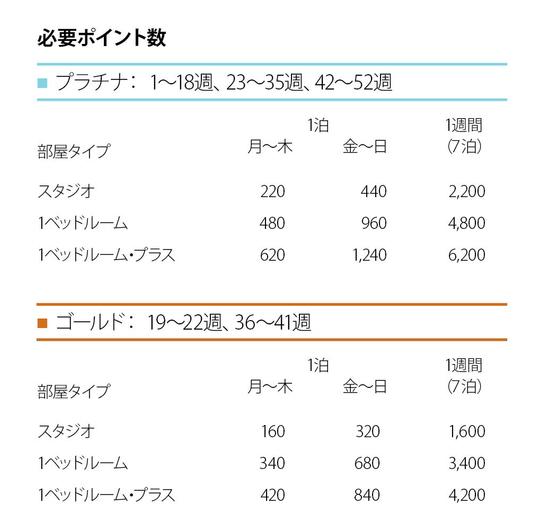 必要ポイント数
■ プラチナ： 1〜18週、23〜35週、42〜52週
1泊 1週間
部屋タイプ 月〜木 金〜日 （7泊）
スタジオ 220 440 2,200
1ベッドルーム 480 960 4,800
1ベッドルーム・プラス 620 1,240 6,200
■ ゴールド： 19〜22週、36〜41週
1泊 1週間
部屋タイプ 月〜木 金〜日 （7泊）
スタジオ 160 320 1,600
1ベッドルーム 340 680 3,400
1ベッドルーム・プラス 420 840 4,200